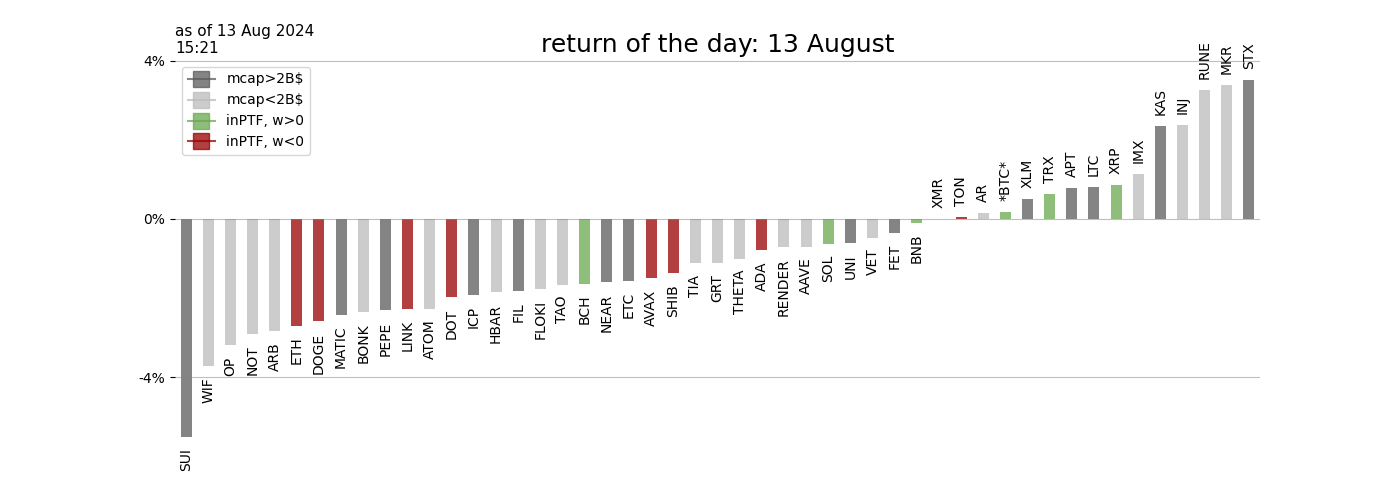 as of 13 Aug 2024
15:21
return of the day: 13 August
4%
0%
-4%
mcap>2B$
mcap<2B$
inPTF, w>0
inPTF, w<0
SUI
WIF
OP
NOT
ARB
ETH
DOGE
MATIC
BONK
PEPE
LINK
ATOM
DOT
ICP
HBAR
FIL
FLOKI
TAO
BCH
NEAR
ETC
AVAX
SHIB
TIA
GRT
THETA
ADA
RENDER
AAVE
SOL
UNI
VET
FET
BNB
XMR
TON
AR
*BTC*
XLM
TRX
APT
LTC
XRP
IMX
KAS
INJ
RUNE
MKR
STX